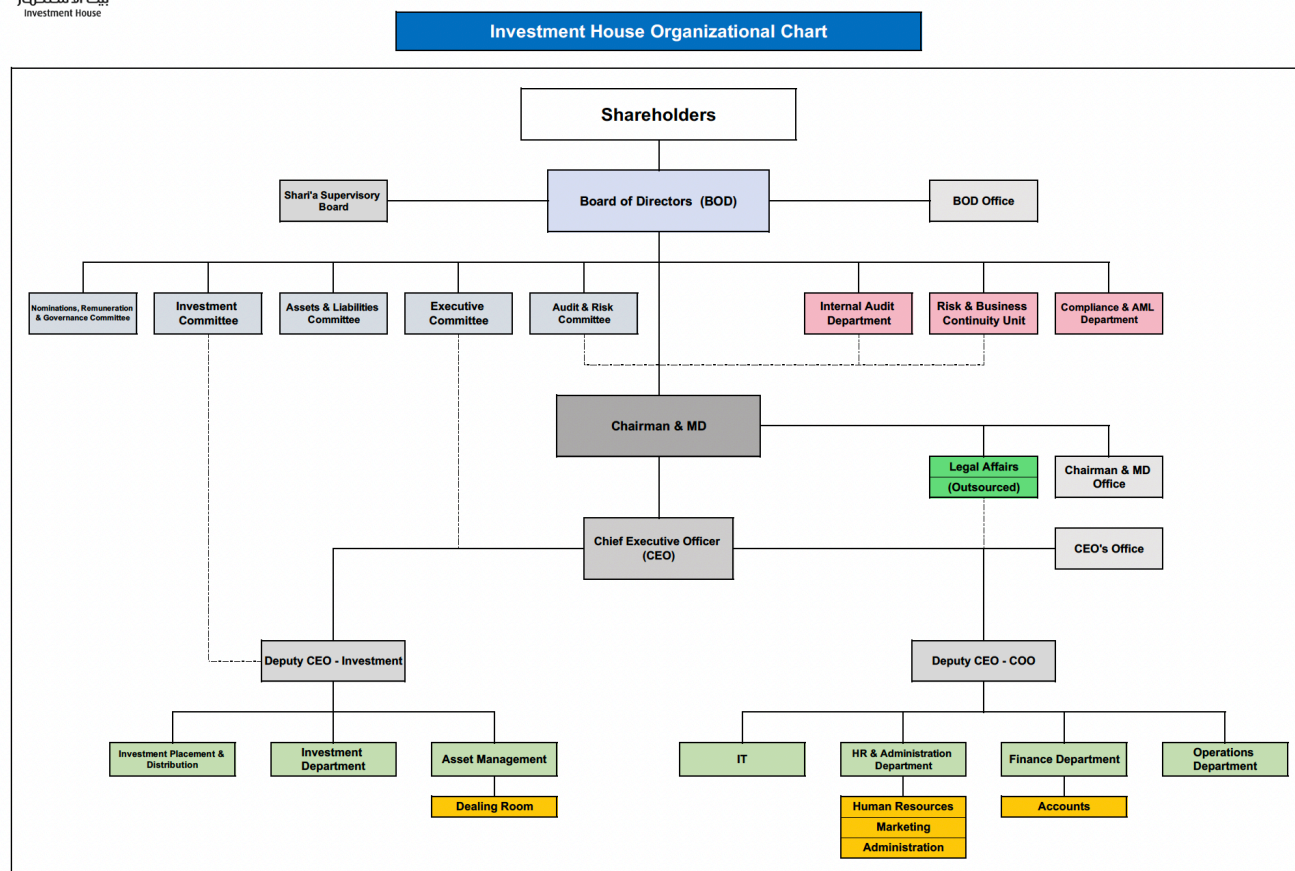 بيت الاستثمار
Investment House
Investment House Organizational Chart
Shareholders
Shari'a Supervisory
Board
Board of Directors (BOD)
BOD Office
Nominations, Remuneration
& Governance Committee
Investment
Committee
Assets & Liabilities
Committee
Executive
Committee
Audit & Risk
Committee
Internal Audit
Department
Risk & Business
Continuity Unit
Compliance & AML
Department
Chairman & MD
Legal Affairs
(Outsourced)
Chairman & MD
Office
Chief Executive Officer
(CEO)
CEO's Office
Deputy CEO - Investment
Deputy CEO - COO
Investment Placement &
Distribution
Investment
Department
Asset Management
IT
HR & Administration
Department
Finance Department
Operations
Department
Dealing Room
Human Resources
Marketing
Administration
Accounts